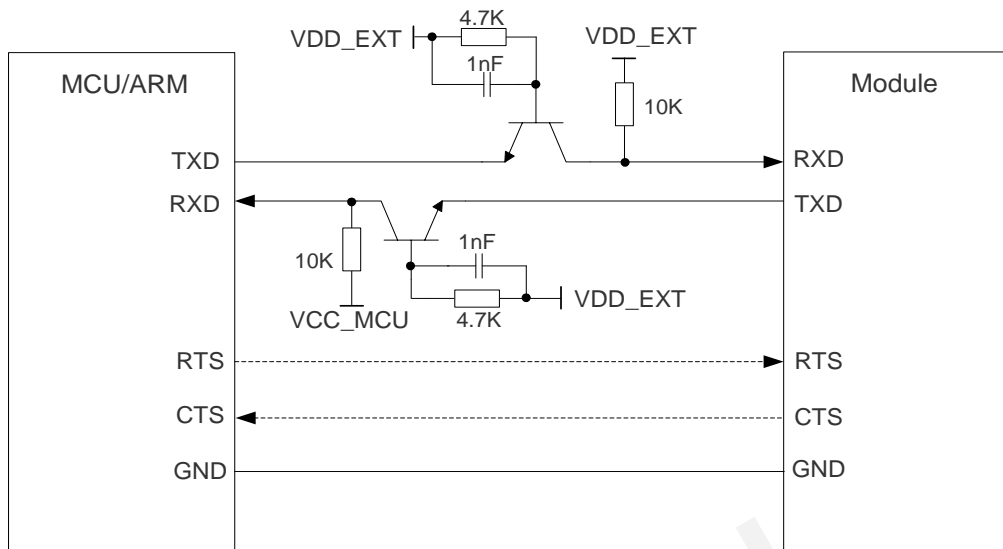 4.7K
VDD_EXT
VDD_EXT
1nF
MCU/ARM
Module
10K
TXD
RXD
RXD
TXD
1nF
10K
VDD_EXT
VCC_MCU
4.7K
RTS
RTS
CTS
CTS
GND
GND